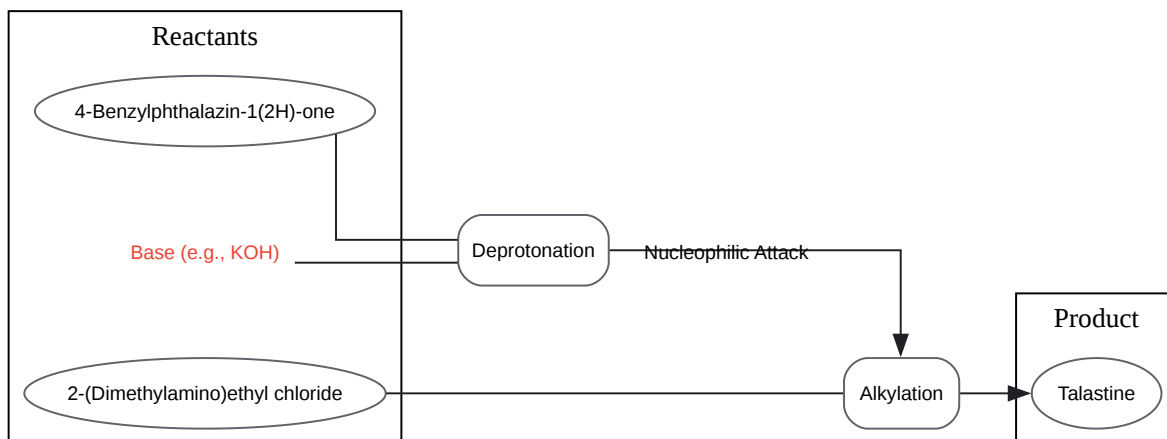 Reactants
4-Benzylphthalazin-1(2H)-one
Base (e.g., KOH)
Deprotonation
Nucleophilic Attack
2-(Dimethylamino)ethyl chloride
Alkylation
Product
Talastine